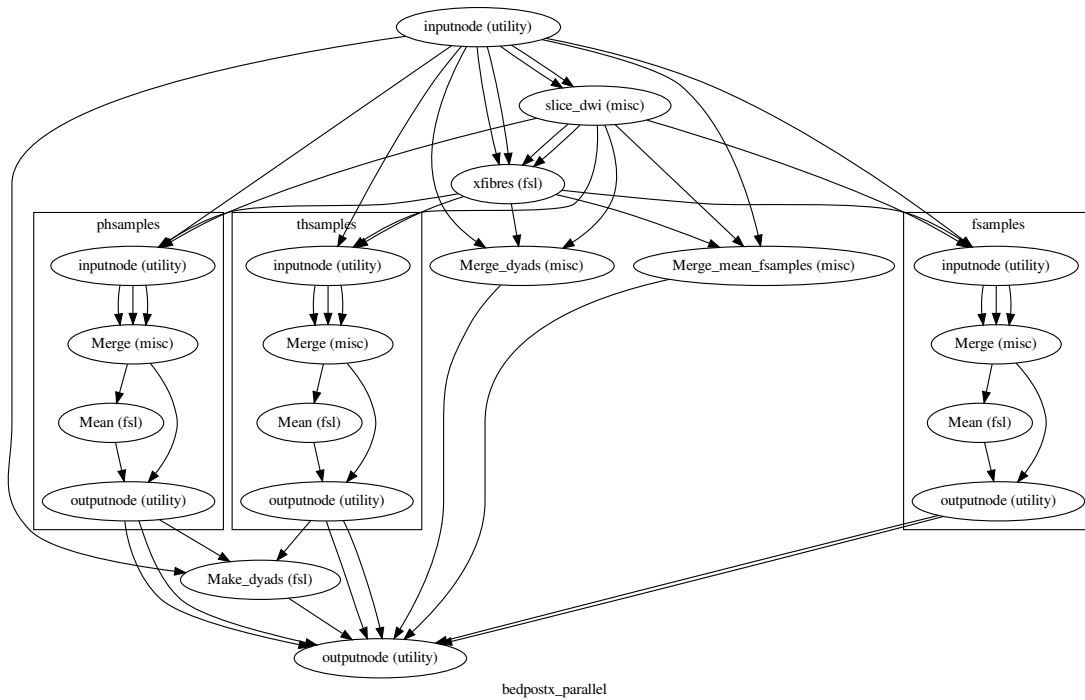 inputnode (utility)
slice_dwi (misc)
xfibres (fsl)
phsamples
thsamples
fsamples
inputnode (utility)
inputnode (utility)
Merge_dyads (misc)
Merge_mean_fsamples (misc)
inputnode (utility)
Merge (misc)
Merge (misc)
Merge (misc)
Mean (fsl)
Mean (fsl)
Mean (fsl)
outputnode (utility)
outputnode (utility)
outputnode (utility)
Make_dyads (fsl)
outputnode (utility)
bedpostx_parallel